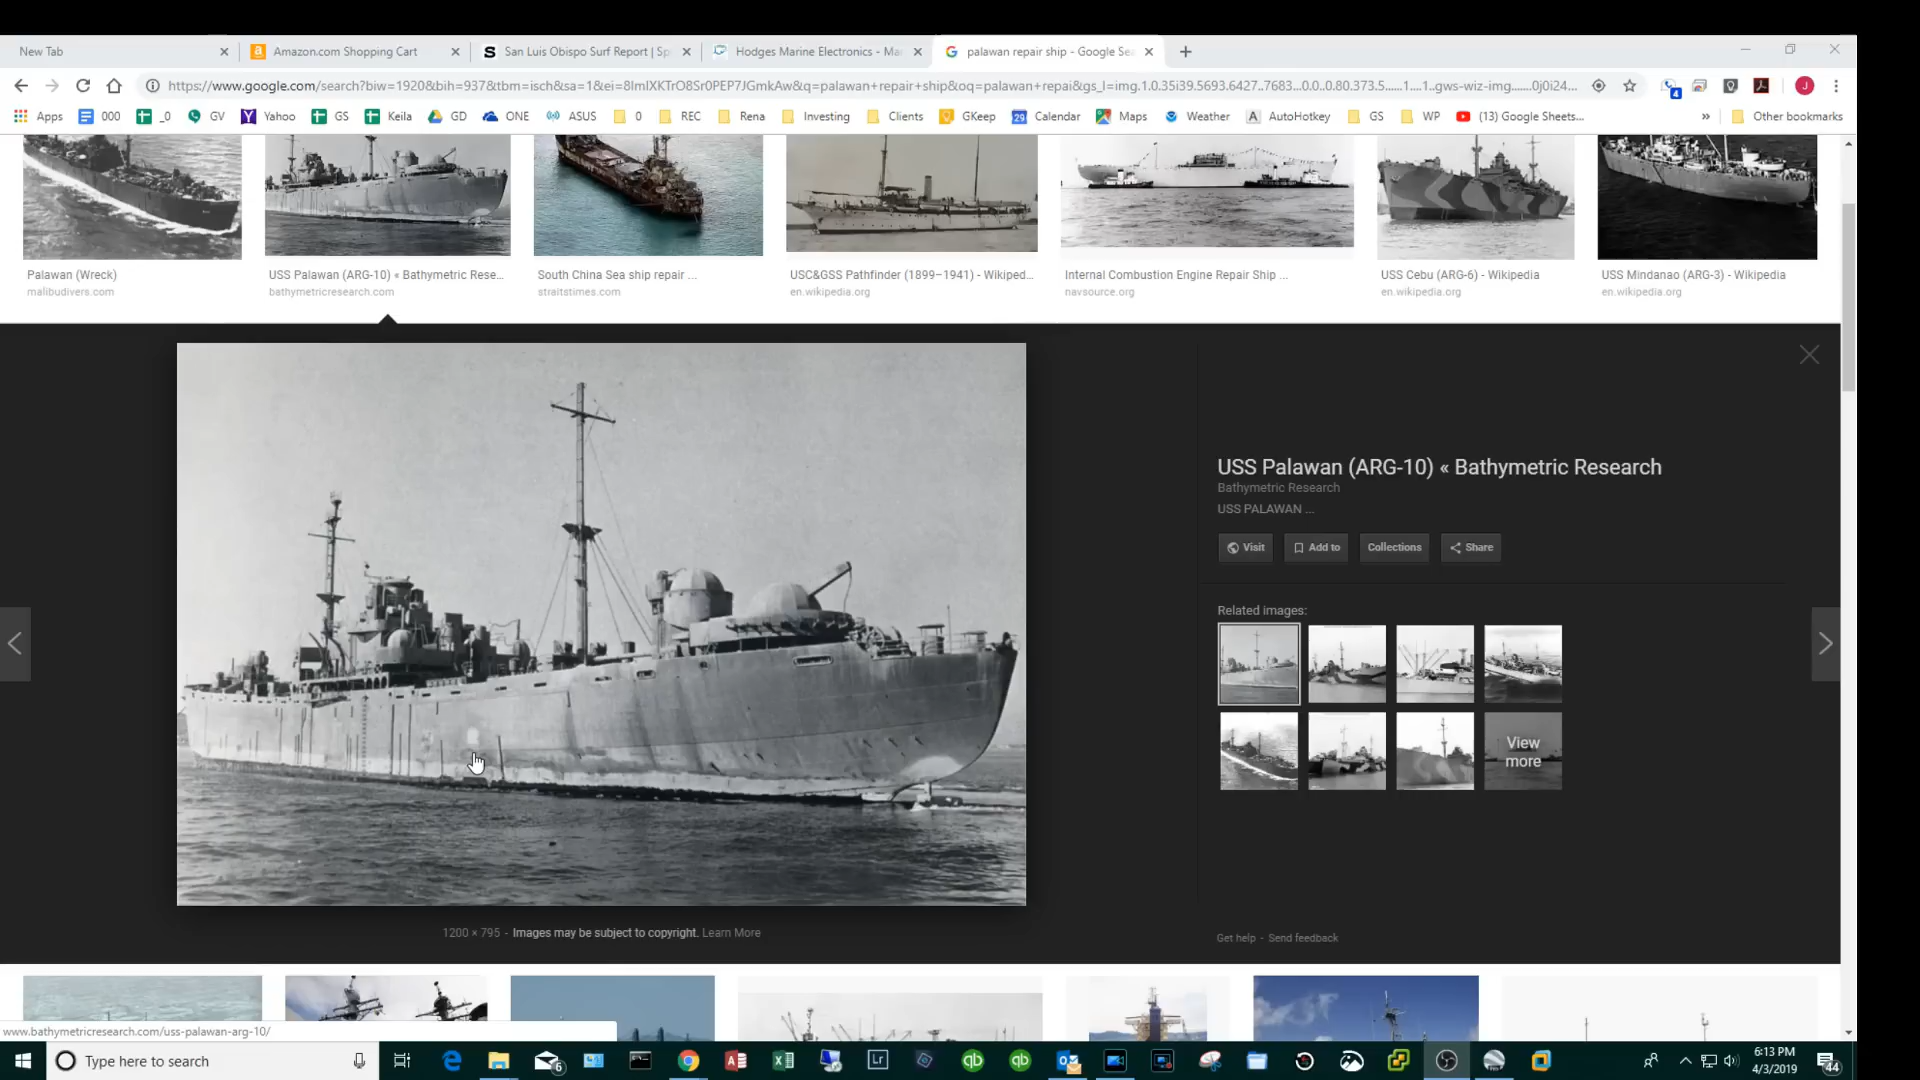 New Tab
Amazon.com Shopping Cart
San Luis Obispo Surf Report | Sp
Hodges Marine Electronics - Ma
palawan repair ship - Google Se
https://www.google.com/search?biw=1920&bih=937&tbm=isch&sa=1&ei=8ImIXKTrO8Sr0PEP7JGmkAw&q=palawan+repair+ship&oq=palawan+repai&gs_l=img.1.0.35i39.5693.6427..7683...0.0..0.80.373.5......1....1..gws-wiz-img.......0j0i24...
4
J
Apps
000
_0
GV
Yahoo
GS
Keila
GD
ONE
ASUS
0
REC
Rena
Investing
Clients
GKeep
29
Calendar
Maps
Weather
A
AutoHotkey
GS
WP
(13) Google Sheets...
»
Other bookmarks
Palawan (Wreck)
malibudivers.com
USS Palawan (ARG-10) « Bathymetric Rese...
bathymetricresearch.com
South China Sea ship repair ...
straitstimes.com
USC&GSS Pathfinder (1899–1941) - Wikiped...
en.wikipedia.org
Internal Combustion Engine Repair Ship ...
navsource.org
USS Cebu (ARG-6) - Wikipedia
en.wikipedia.org
USS Mindanao (ARG-3) - Wikipedia
en.wikipedia.org
USS Palawan (ARG-10) « Bathymetric Research
Bathymetric Research
USS PALAWAN ...
Visit
Add to
Collections
Share
Related images:
View more
1200 × 795 - Images may be subject to copyright. Learn More
Get help - Send feedback
www.bathymetricresearch.com/uss-palawan-arg-10/
Type here to search
6
Lr
qb
qb
6:13 PM
4/3/2019
44